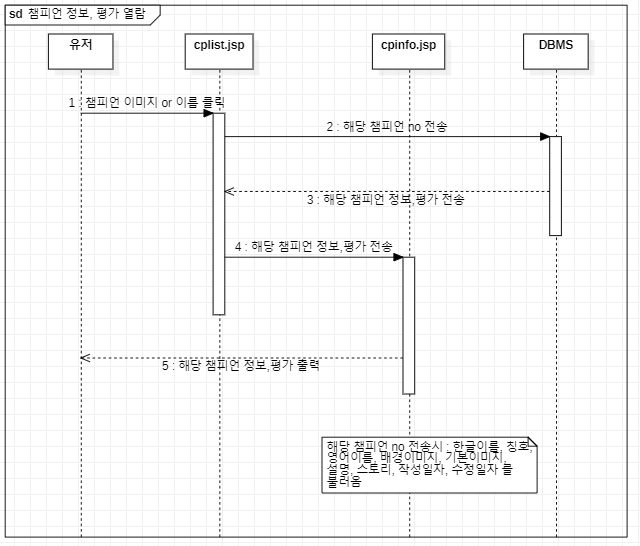 sd 챔피언 정보, 평가 열람
유저
cplist.jsp
cpinfo.jsp
DBMS
1 : 챔피언 이미지 or 이름 클릭
2 : 해당 챔피언 no 전송
3 : 해당 챔피언 정보,평가 전송
4 : 해당 챔피언 정보,평가 전송
5 : 해당 챔피언 정보,평가 출력
해당 챔피언 no 전송시 : 한글이름, 칭호,
영어이름, 배경이미지, 기본이미지,
설명, 스토리, 작성일자, 수정일자 를
불러옴